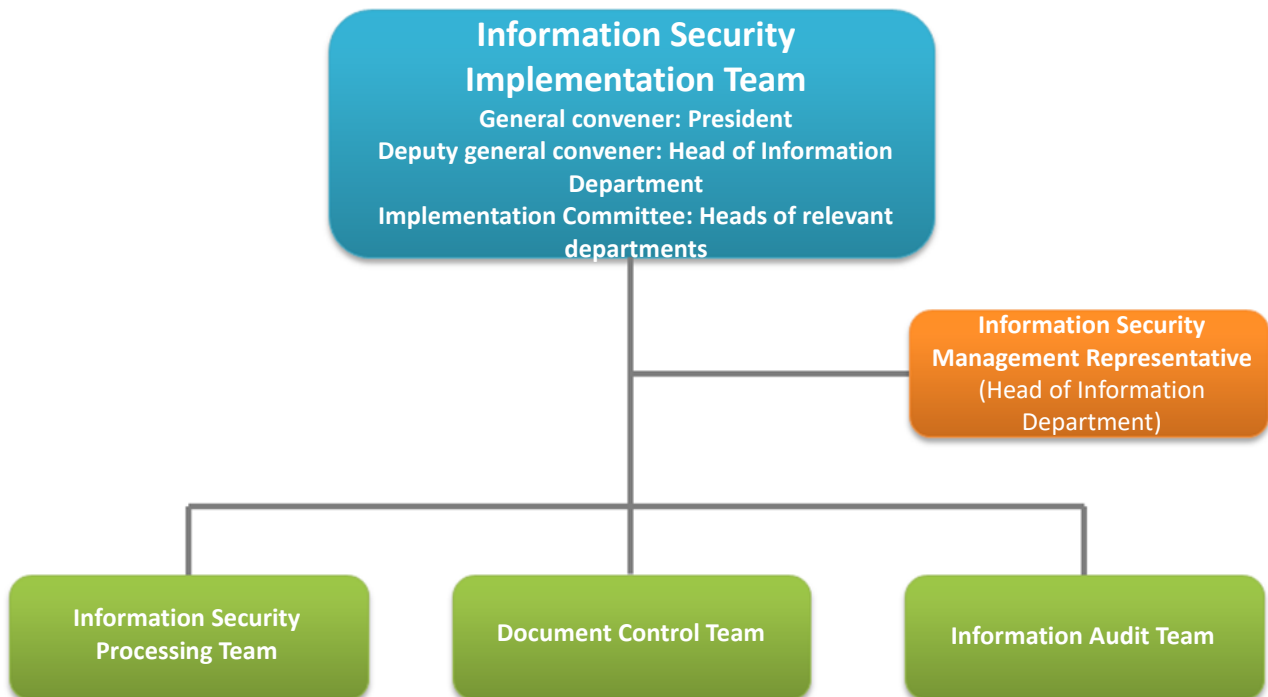 Information Security
Implementation Team
General convener: President
Deputy general convener: Head of Information
Department
Implementation Committee: Heads of relevant
departments
Information Security
Management Representative
(Head of Information
Department)
Information Security
Processing Team
Document Control Team
Information Audit Team